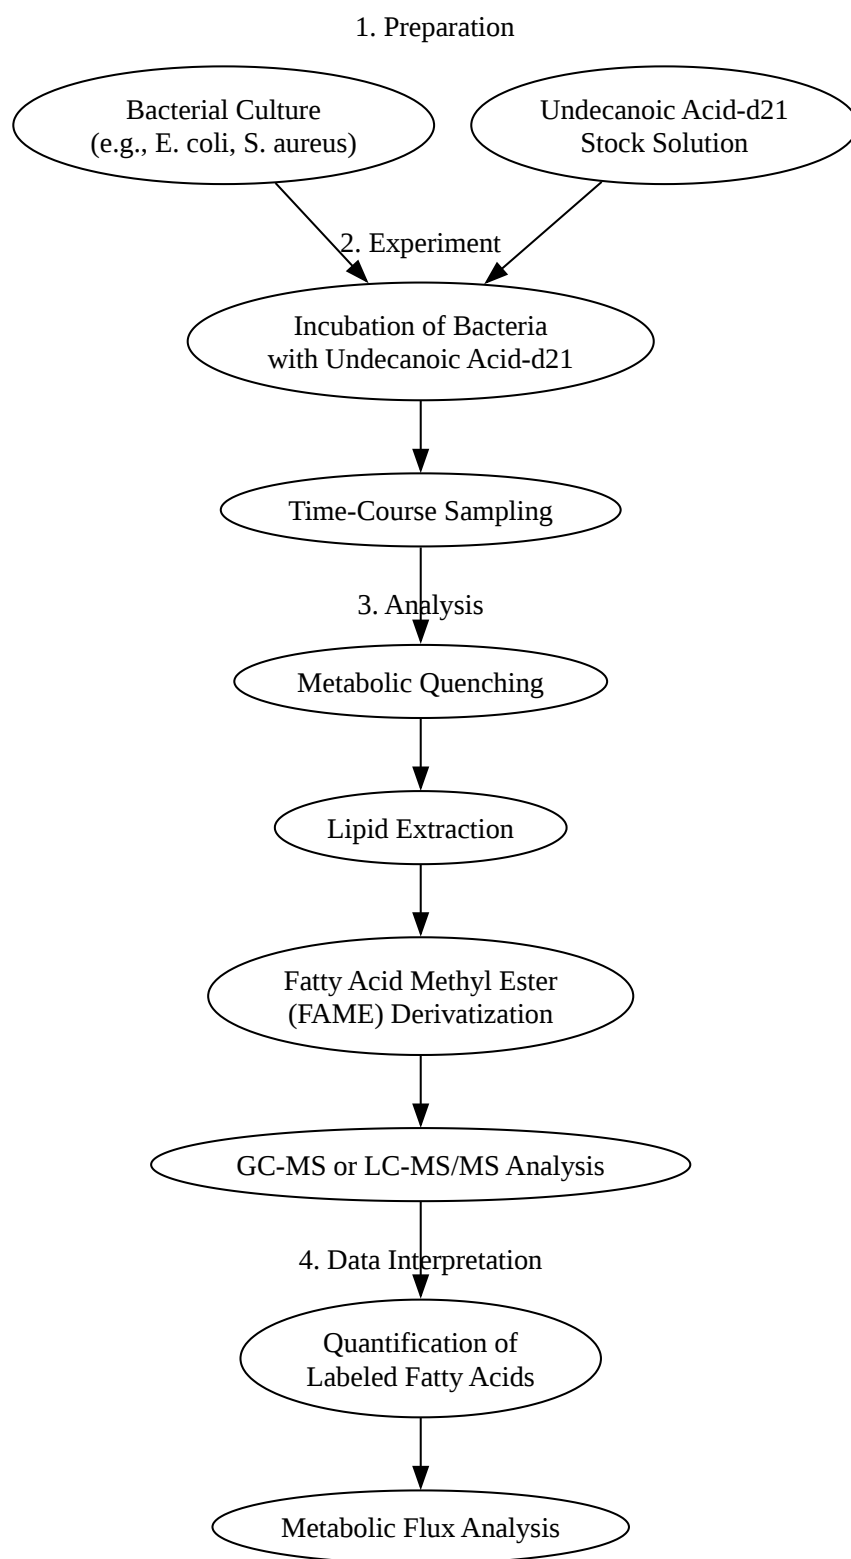 1. Preparation
Bacterial Culture
(e.g., E. coli, S. aureus)
Undecanoic Acid-d21
Stock Solution
2. Experiment
Incubation of Bacteria
with Undecanoic Acid-d21
Time-Course Sampling
3. Analysis
Metabolic Quenching
Lipid Extraction
Fatty Acid Methyl Ester
(FAME) Derivatization
GC-MS or LC-MS/MS Analysis
4. Data Interpretation
Quantification of
Labeled Fatty Acids
Metabolic Flux Analysis